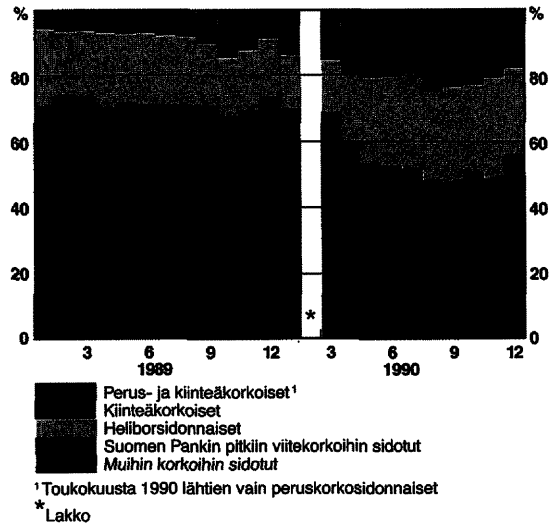 % %
80 80
60 60
40 40
20 20
*
0 0
3 6 9 12 3 6 9 12
1989 1990
Perus- ja kiinteäkorkoiset¹
Kiinteäkorkoiset
Heliborsidonnaiset
Suomen Pankin pitkiin viitekorkoihin sidotut
Muihin korkoihin sidotut
¹ Toukokuusta 1990 lähtien vain peruskorkosidonnaiset
* Lakko